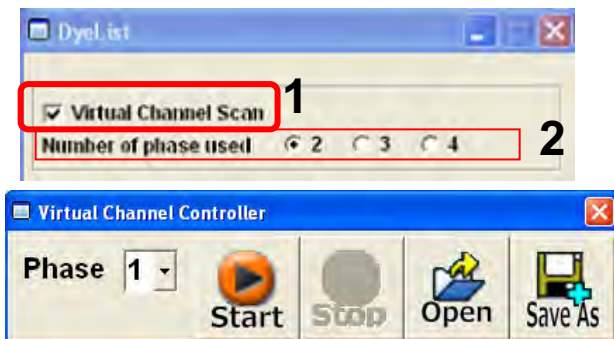 DyeList
Virtual Channel Scan 1
Number of phase used 2 3 4 2
Virtual Channel Controller
Phase 1
Start Stop Open Save As